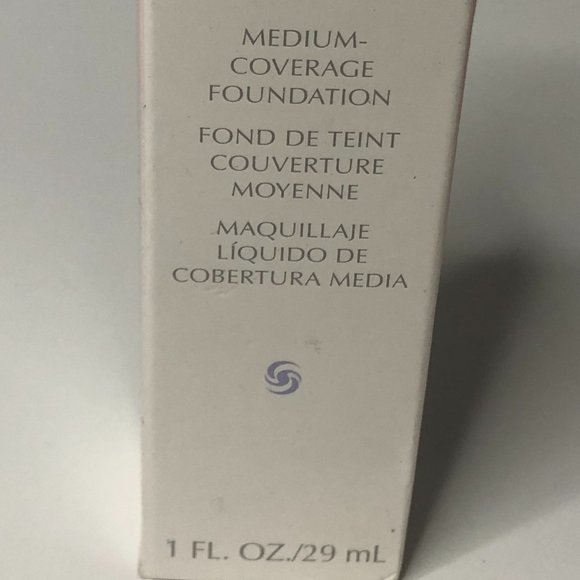 MEDIUM-
COVERAGE
FOUNDATION
FOND DE TEINT
COUVERTURE
MOYENNE
MAQUILLAJE
LÍQUIDO DE
COBERTURA MEDIA
1 FL. OZ./29 mL